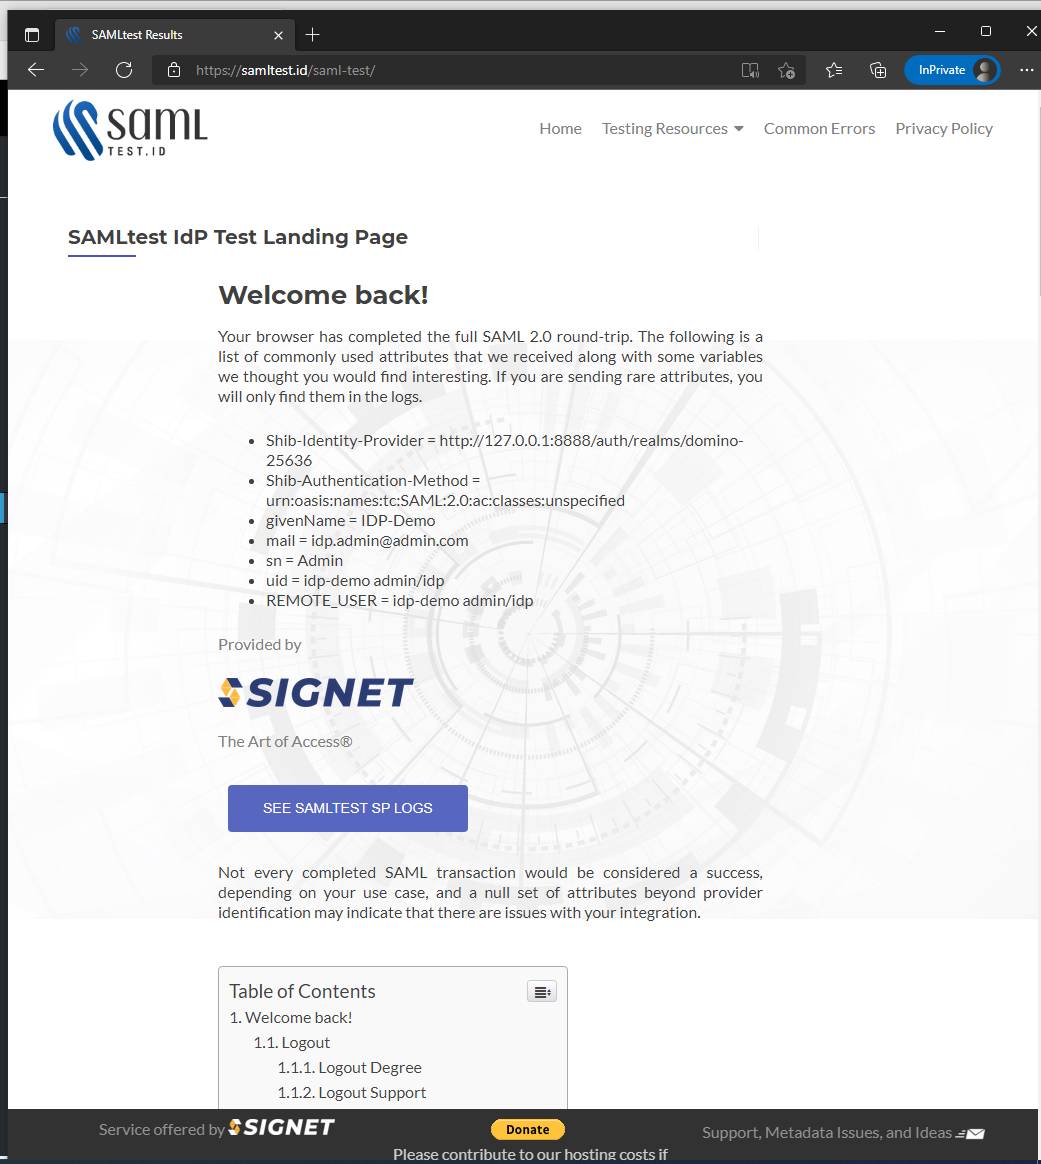 SAMLtest Results
https://samltest.id/saml-test/
InPrivate
samL
TEST.ID
Home Testing Resources Common Errors Privacy Policy
SAMLtest IdP Test Landing Page
Welcome back!
Your browser has completed the full SAML 2.0 round-trip. The following is a
list of commonly used attributes that we received along with some variables
we thought you would find interesting. If you are sending rare attributes, you
will only find them in the logs.
• Shib-Identity-Provider = http://127.0.0.1:8888/auth/realms/domino-
25636
• Shib-Authentication-Method =
urn:oasis:names:tc:SAML:2.0:ac:classes:unspecified
• givenName = IDP-Demo
• mail = idp.admin@admin.com
• sn = Admin
• uid = idp-demo admin/idp
• REMOTE_USER = idp-demo admin/idp
Provided by
SIGNET
The Art of Access®
SEE SAMLTEST SP LOGS
Not every completed SAML transaction would be considered a success,
depending on your use case, and a null set of attributes beyond provider
identification may indicate that there are issues with your integration.
Table of Contents
1. Welcome back!
1.1. Logout
1.1.1. Logout Degree
1.1.2. Logout Support
Service offered by SIGNET
Donate
Support, Metadata Issues, and Ideas
Please contribute to our hosting costs if